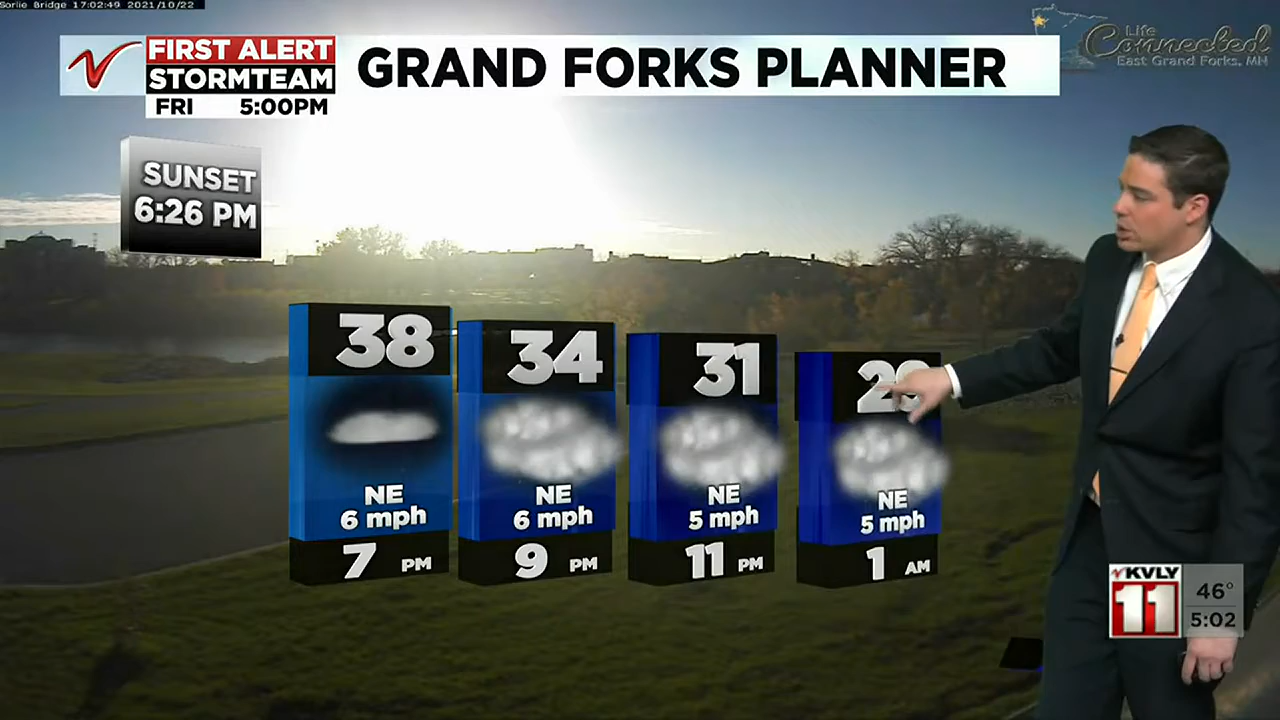 Sorlie Bridge 17:02:49 2021/10/22
FIRST ALERT
STORMTEAM
FRI 5:00PM
GRAND FORKS PLANNER
Life
Connected
East Grand Forks, MN
SUNSET
6:26 PM
38
NE
6 mph
7 PM
34
NE
6 mph
9 PM
31
NE
5 mph
11 PM
NE
5 mph
1 AM
KVLY
11
46°
5:02